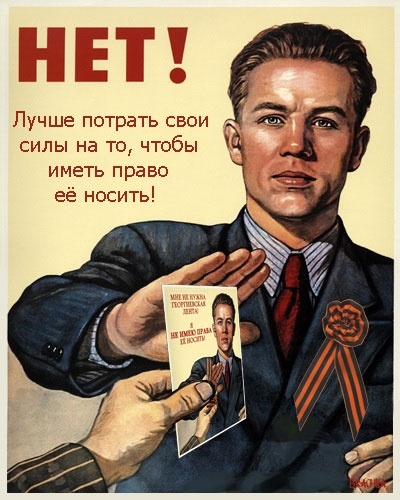 НЕТ!
Лучше потрать свои
силы на то, чтобы
иметь право
её носить!
МНЕ НЕ НУЖНА
ГЕОРГИЕВСКАЯ
ЛЕНТА!
Я
НЕ ИМЕЮ ПРАВА
ЕЁ НОСИТЬ!